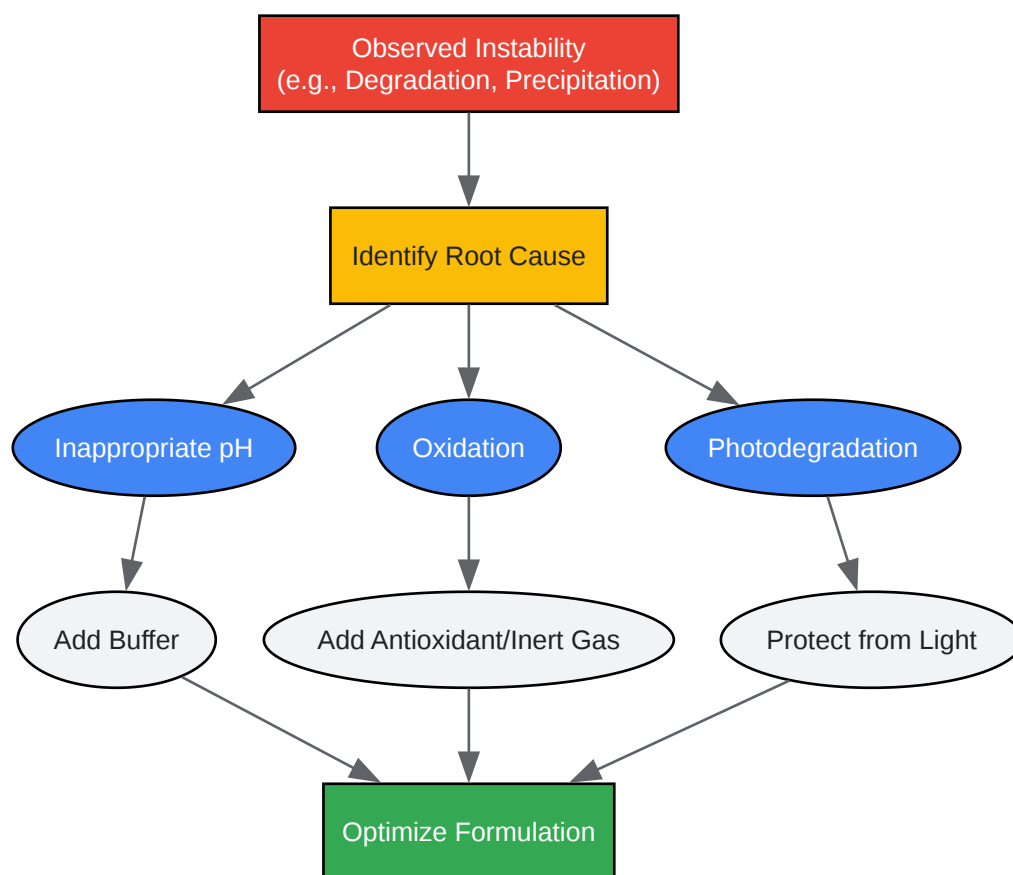 Observed Instability
(e.g., Degradation, Precipitation)
Identify Root Cause
Inappropriate pH
Oxidation
Photodegradation
Add Buffer
Add Antioxidant/Inert Gas
Protect from Light
Optimize Formulation